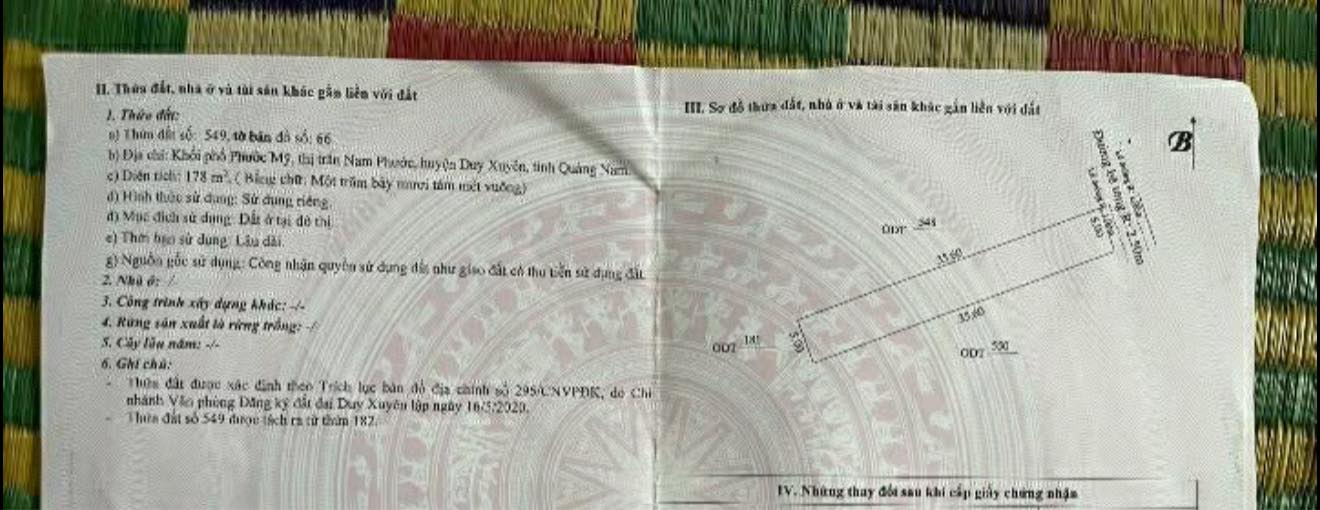 II. Thửa đất, nhà ở và tài sản khác gắn liền với đất
1. Thửa đất:
a) Thửa đất số: 549, tờ bản đồ số: 66
b) Địa chỉ: Khối phố Phước Mỹ, thị trấn Nam Phước, huyện Duy Xuyên, tỉnh Quảng Nam.
c) Diện tích: 178 m², ( Bằng chữ: Một trăm bảy mươi tám mét vuông)
d) Hình thức sử dụng: Sử dụng riêng.
đ) Mục đích sử dụng: Đất ở tại đô thị
e) Thời hạn sử dụng: Lâu dài.
g) Nguồn gốc sử dụng: Công nhận quyền sử dụng đất như giao đất có thu tiền sử dụng đất.
2. Nhà ở: -/-
3. Công trình xây dựng khác: -/-
4. Rừng sản xuất là rừng trồng: -/-
5. Cây lâu năm: -/-
6. Ghi chú:
- Thửa đất được xác định theo Trích lục bản đồ địa chính số 295/CNVPĐK, do Chi
nhánh Văn phòng Đăng ký đất đai Duy Xuyên lập ngày 16/5/2020.
- Thửa đất số 549 được tách ra từ thửa 182.
III. Sơ đồ thửa đất, nhà ở và tài sản khác gắn liền với đất
B
Đường bê tông R= 2.50m
ODT 548
35.60
5.00
35.60
5.00
ODT 181
ODT 550
IV. Những thay đổi sau khi cấp giấy chứng nhận